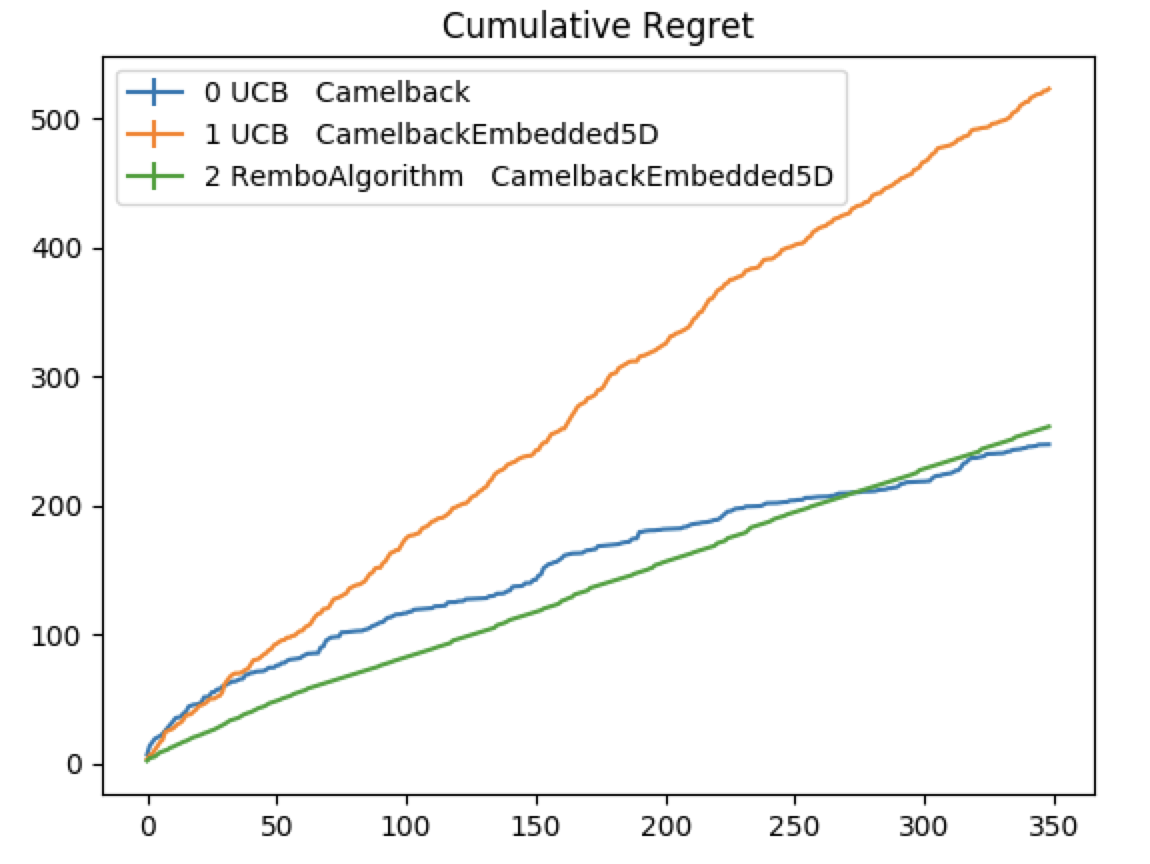 Cumulative Regret
0 UCB   Camelback
1 UCB   CamelbackEmbedded5D
2 RemboAlgorithm   CamelbackEmbedded5D
500
400
300
200
100
0
0 50 100 150 200 250 300 350